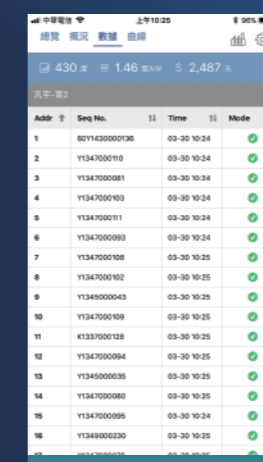 中華電信 上午10:25 96%
總覽 概況 數據 曲線
430 度 1.46 度/kW $ 2,487 元
Addr Seq No. Time Mode
1 60Y1430000136 03-30 10:24
2 Y1347000110 03-30 10:24
3 Y1347000081 03-30 10:24
4 Y1347000103 03-30 10:24
5 Y1347000111 03-30 10:24
6 Y1347000093 03-30 10:24
7 Y1347000108 03-30 10:25
8 Y1347000102 03-30 10:25
9 Y1345000043 03-30 10:25
10 Y1347000109 03-30 10:25
11 K1337000128 03-30 10:25
12 Y1347000094 03-30 10:25
13 Y1345000035 03-30 10:25
14 Y1347000080 03-30 10:25
15 Y1347000095 03-30 10:24
16 Y1349000230 03-30 10:25